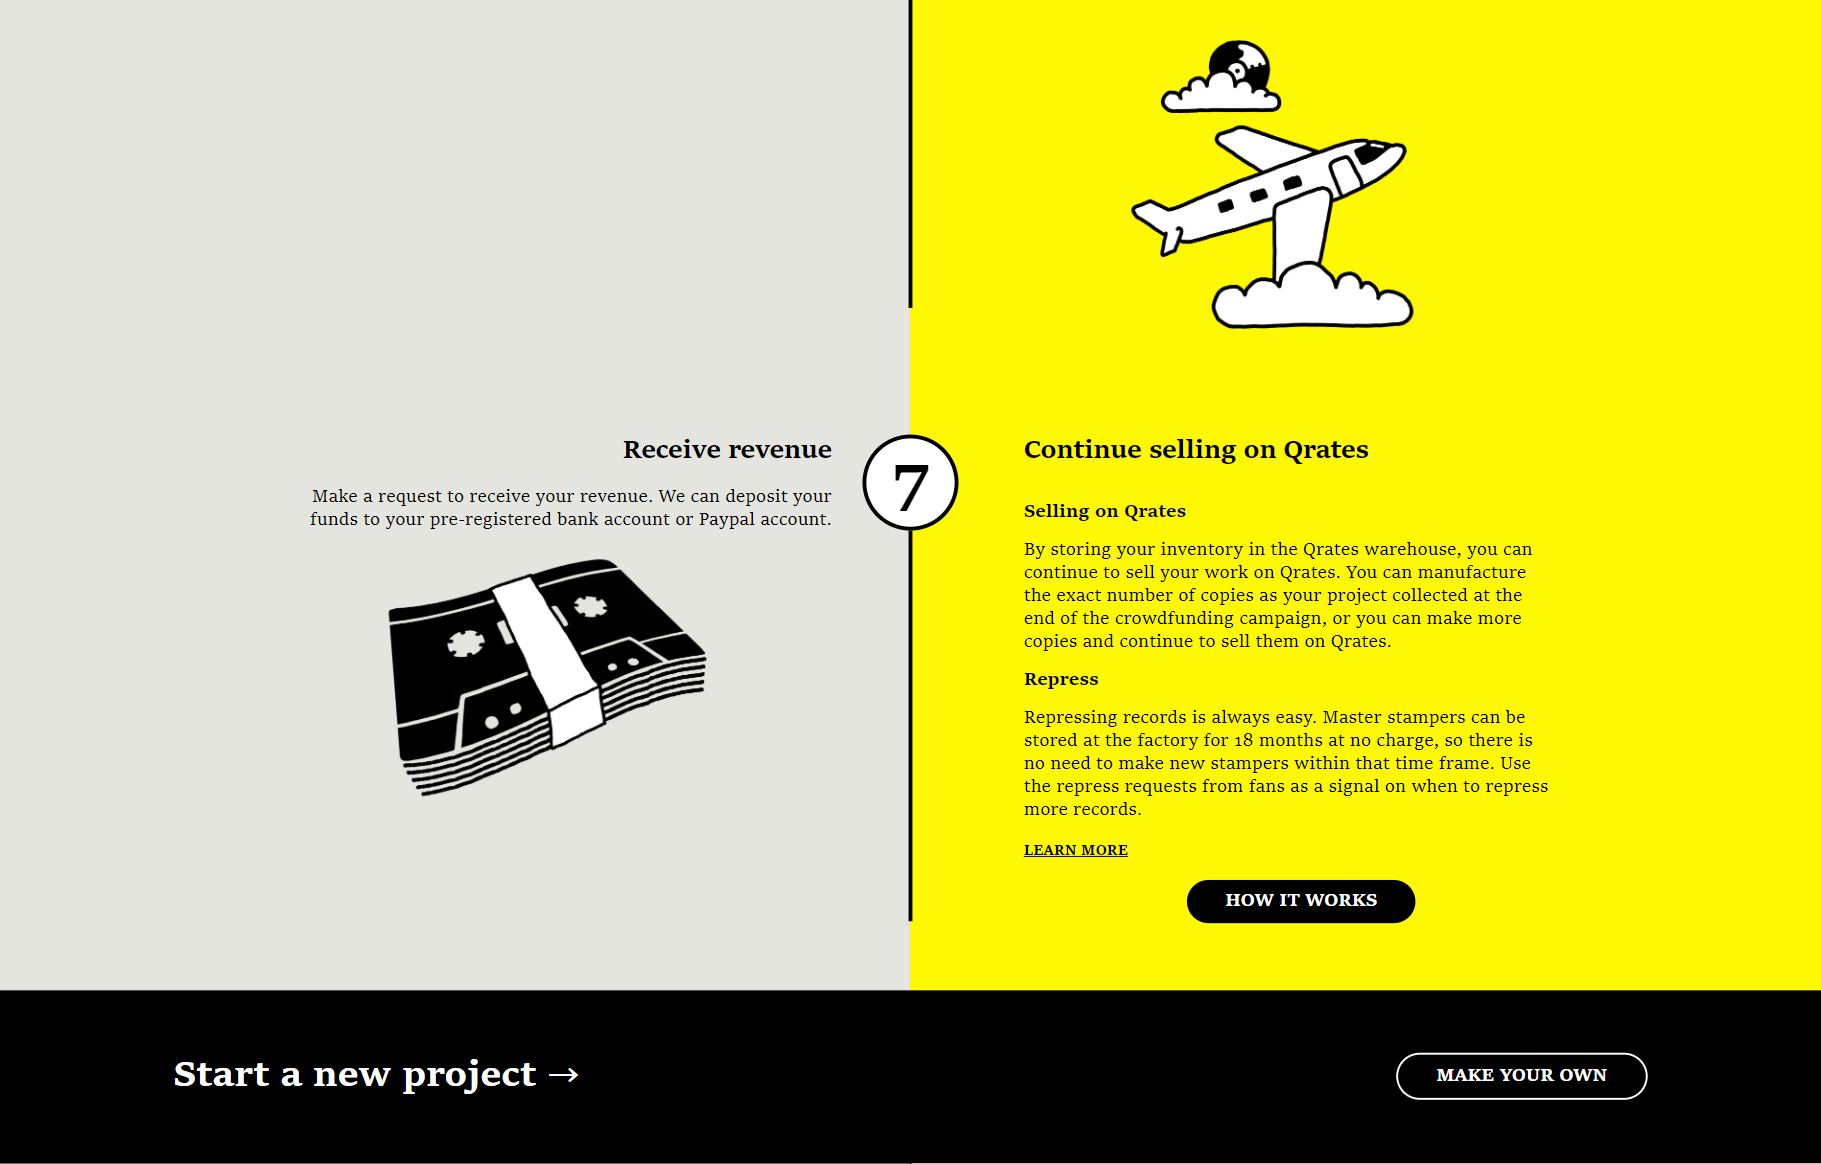 Receive revenue
Make a request to receive your revenue. We can deposit your
funds to your pre-registered bank account or Paypal account.
7
Continue selling on Qrates
Selling on Qrates
By storing your inventory in the Qrates warehouse, you can
continue to sell your work on Qrates. You can manufacture
the exact number of copies as your project collected at the
end of the crowdfunding campaign, or you can make more
copies and continue to sell them on Qrates.
Repress
Repressing records is always easy. Master stampers can be
stored at the factory for 18 months at no charge, so there is
no need to make new stampers within that time frame. Use
the repress requests from fans as a signal on when to repress
more records.
LEARN MORE
HOW IT WORKS
Start a new project →
MAKE YOUR OWN